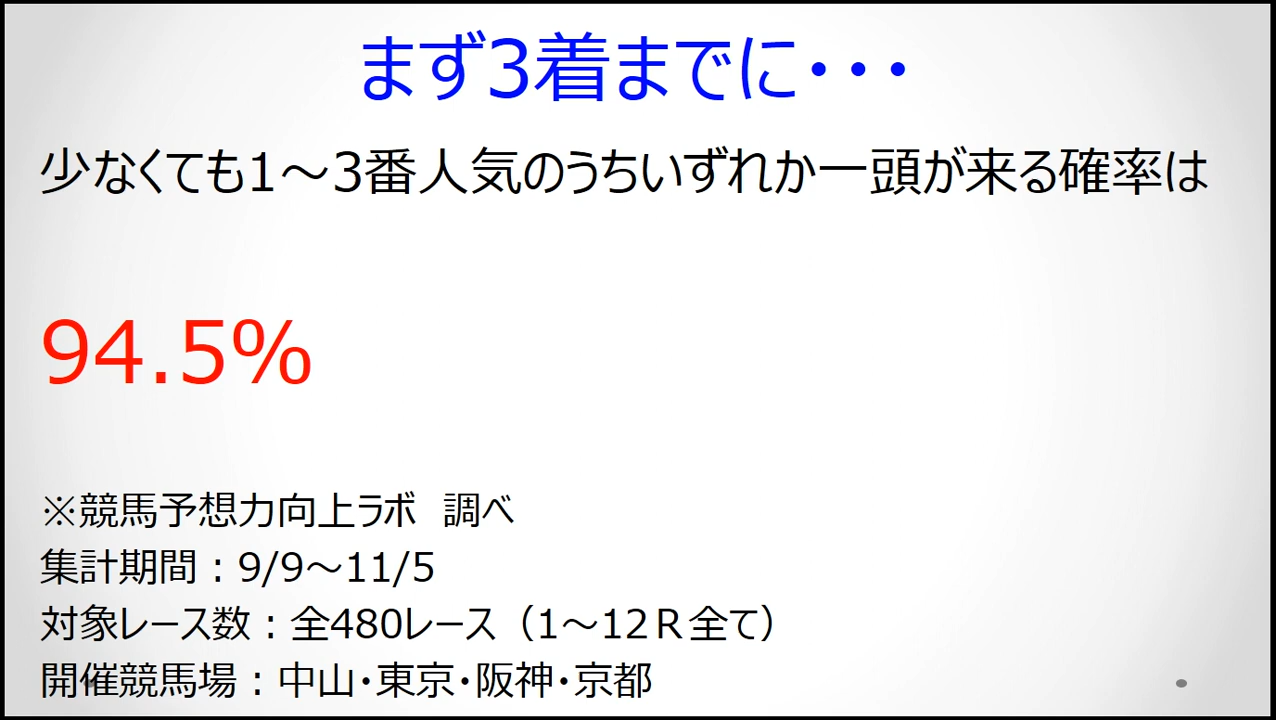 まず3着までに・・・
少なくても1～3番人気のうちいずれか一頭が来る確率は
94.5%
※競馬予想力向上ラボ　調べ
集計期間：9/9～11/5
対象レース数：全480レース（1～12Ｒ全て）
開催競馬場：中山・東京・阪神・京都